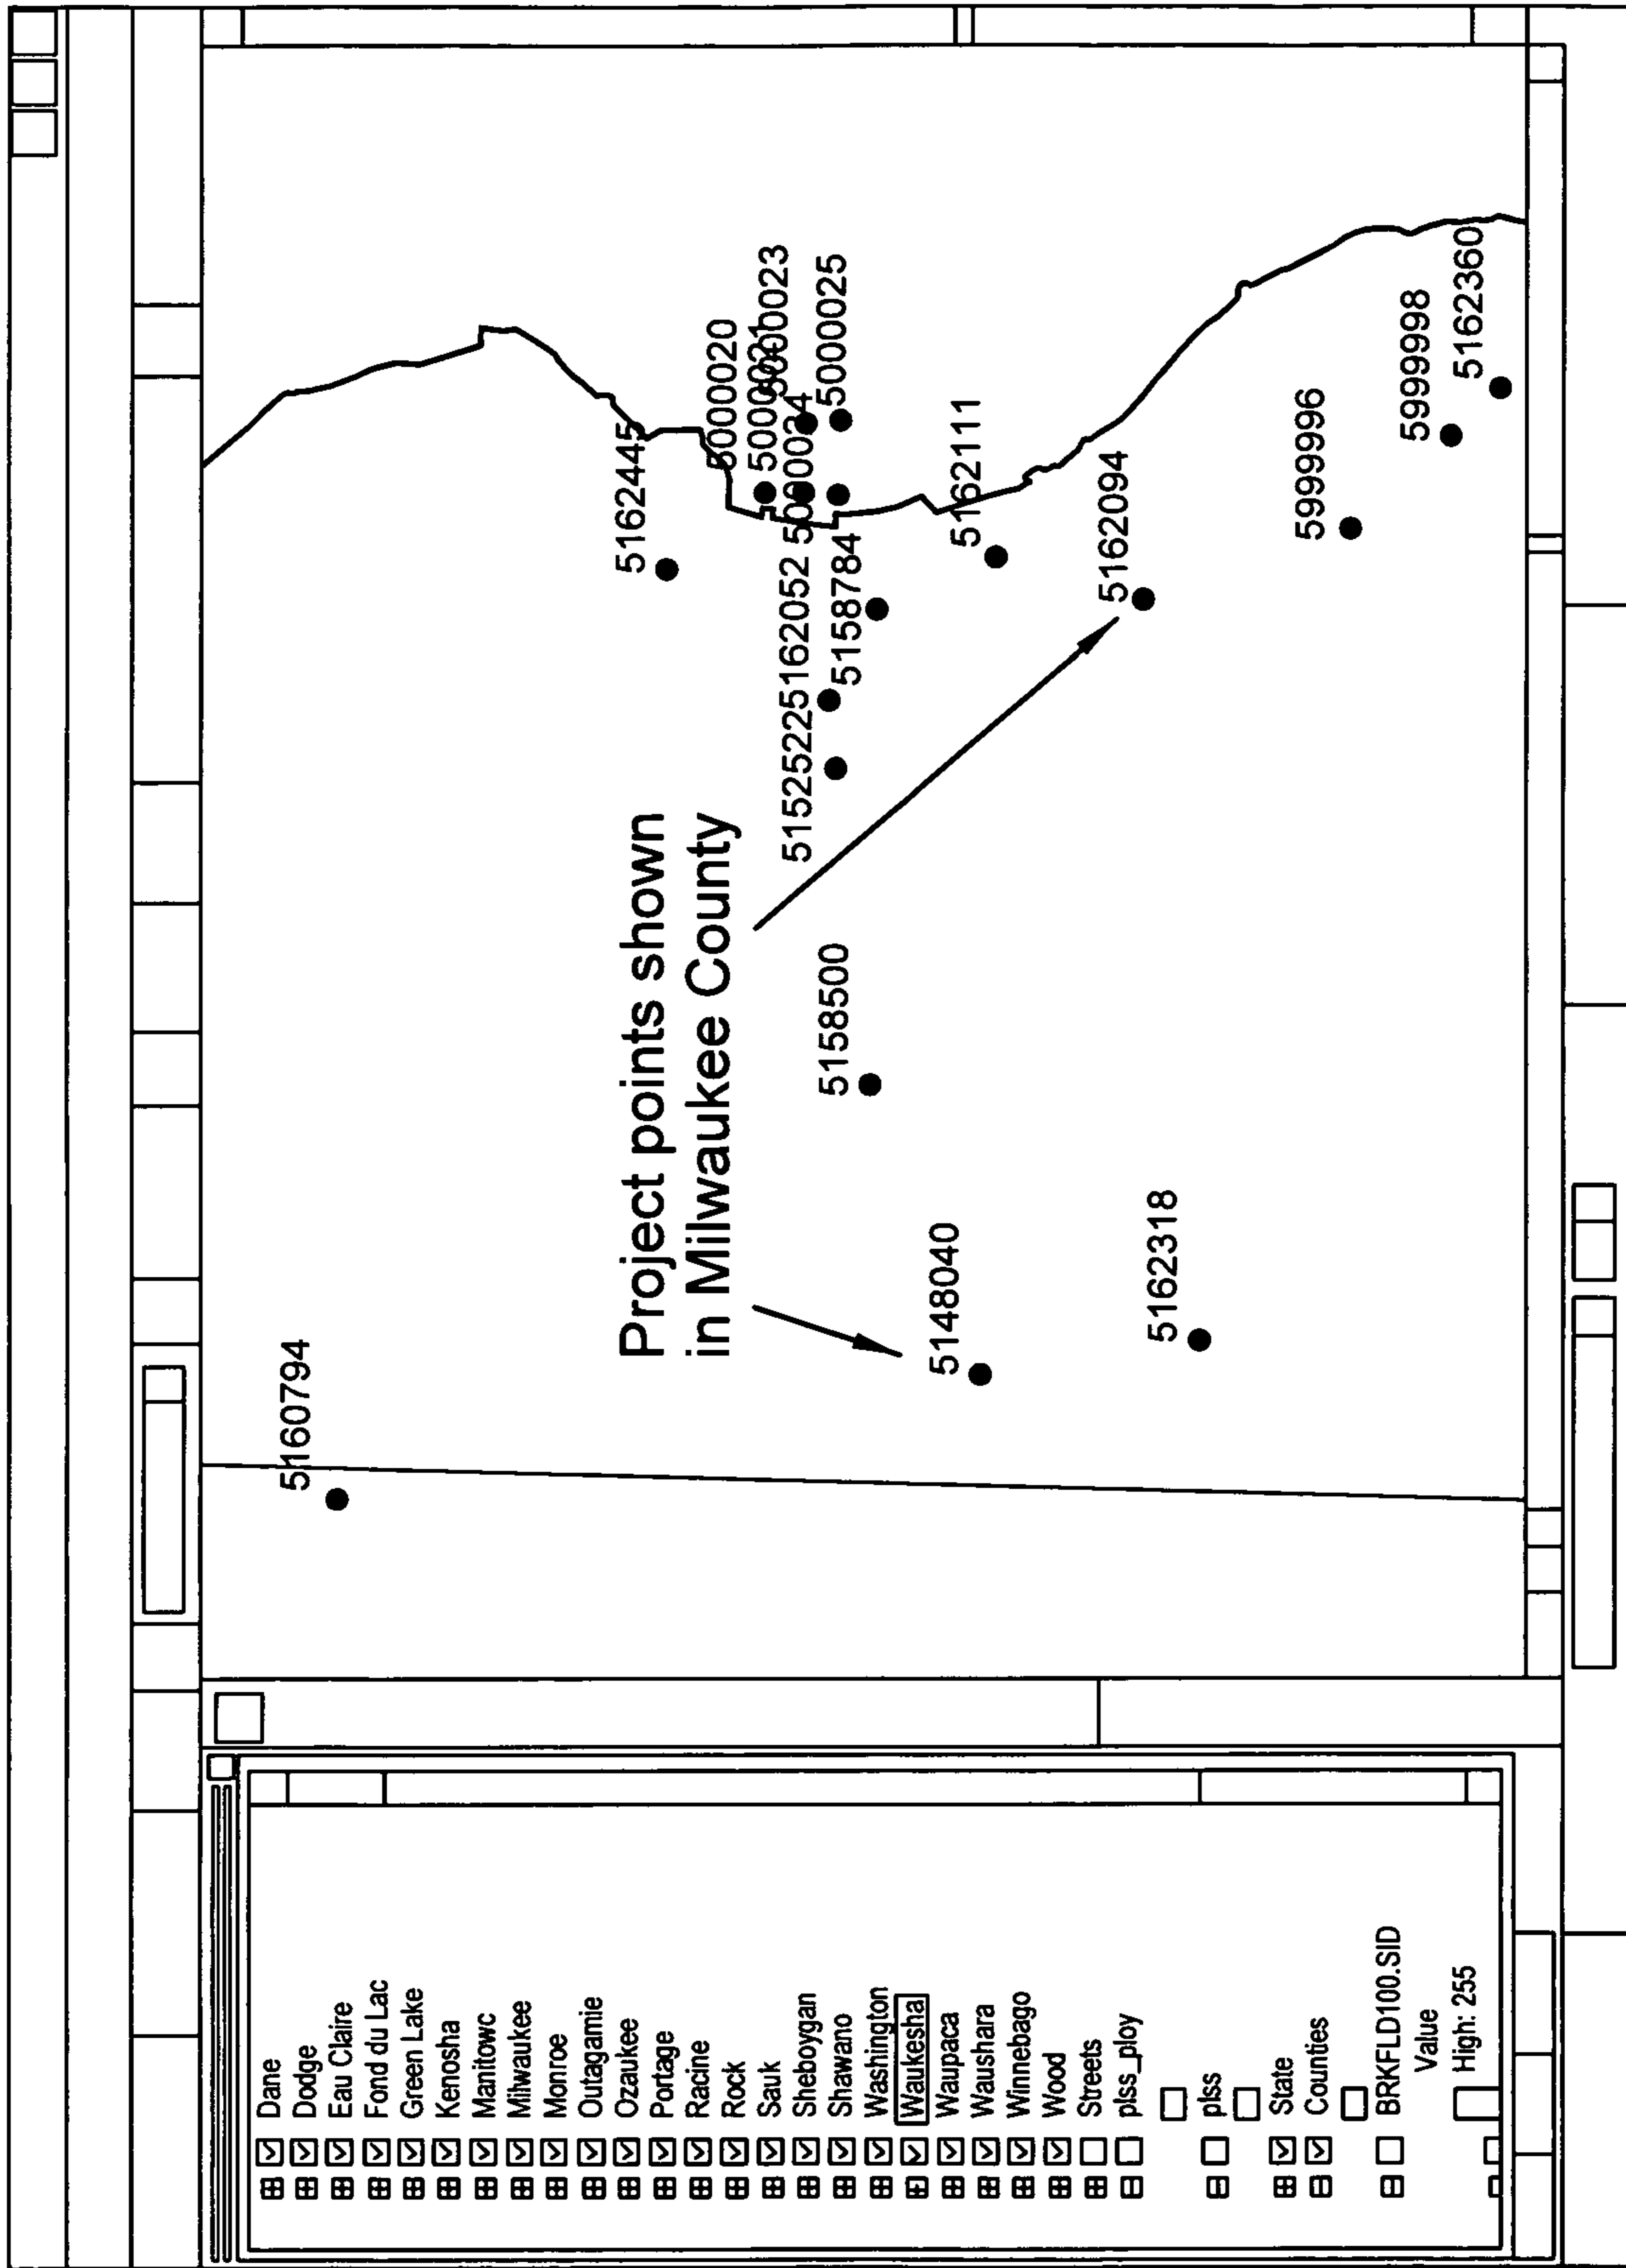 Dane
Dodge
Eau Claire
Fond du Lac
Green Lake
Kenosha
Manitowc
Milwaukee
Monroe
Outagamie
Ozaukee
Portage
Racine
Rock
Sauk
Sheboygan
Shawano
Washington
Waukesha
Waupaca
Waushara
Winnebago
Wood
Streets
plss_ploy
plss
State
Counties
BRKFLD100.SID
Value
High: 255
5160794
Project points shown
in Milwaukee County
5162445
5000020
5000021
5000023
5000024
5000025
5152522
5162052
5158784
5158500
5162111
5148040
5162094
5162318
5999996
5999998
5162360